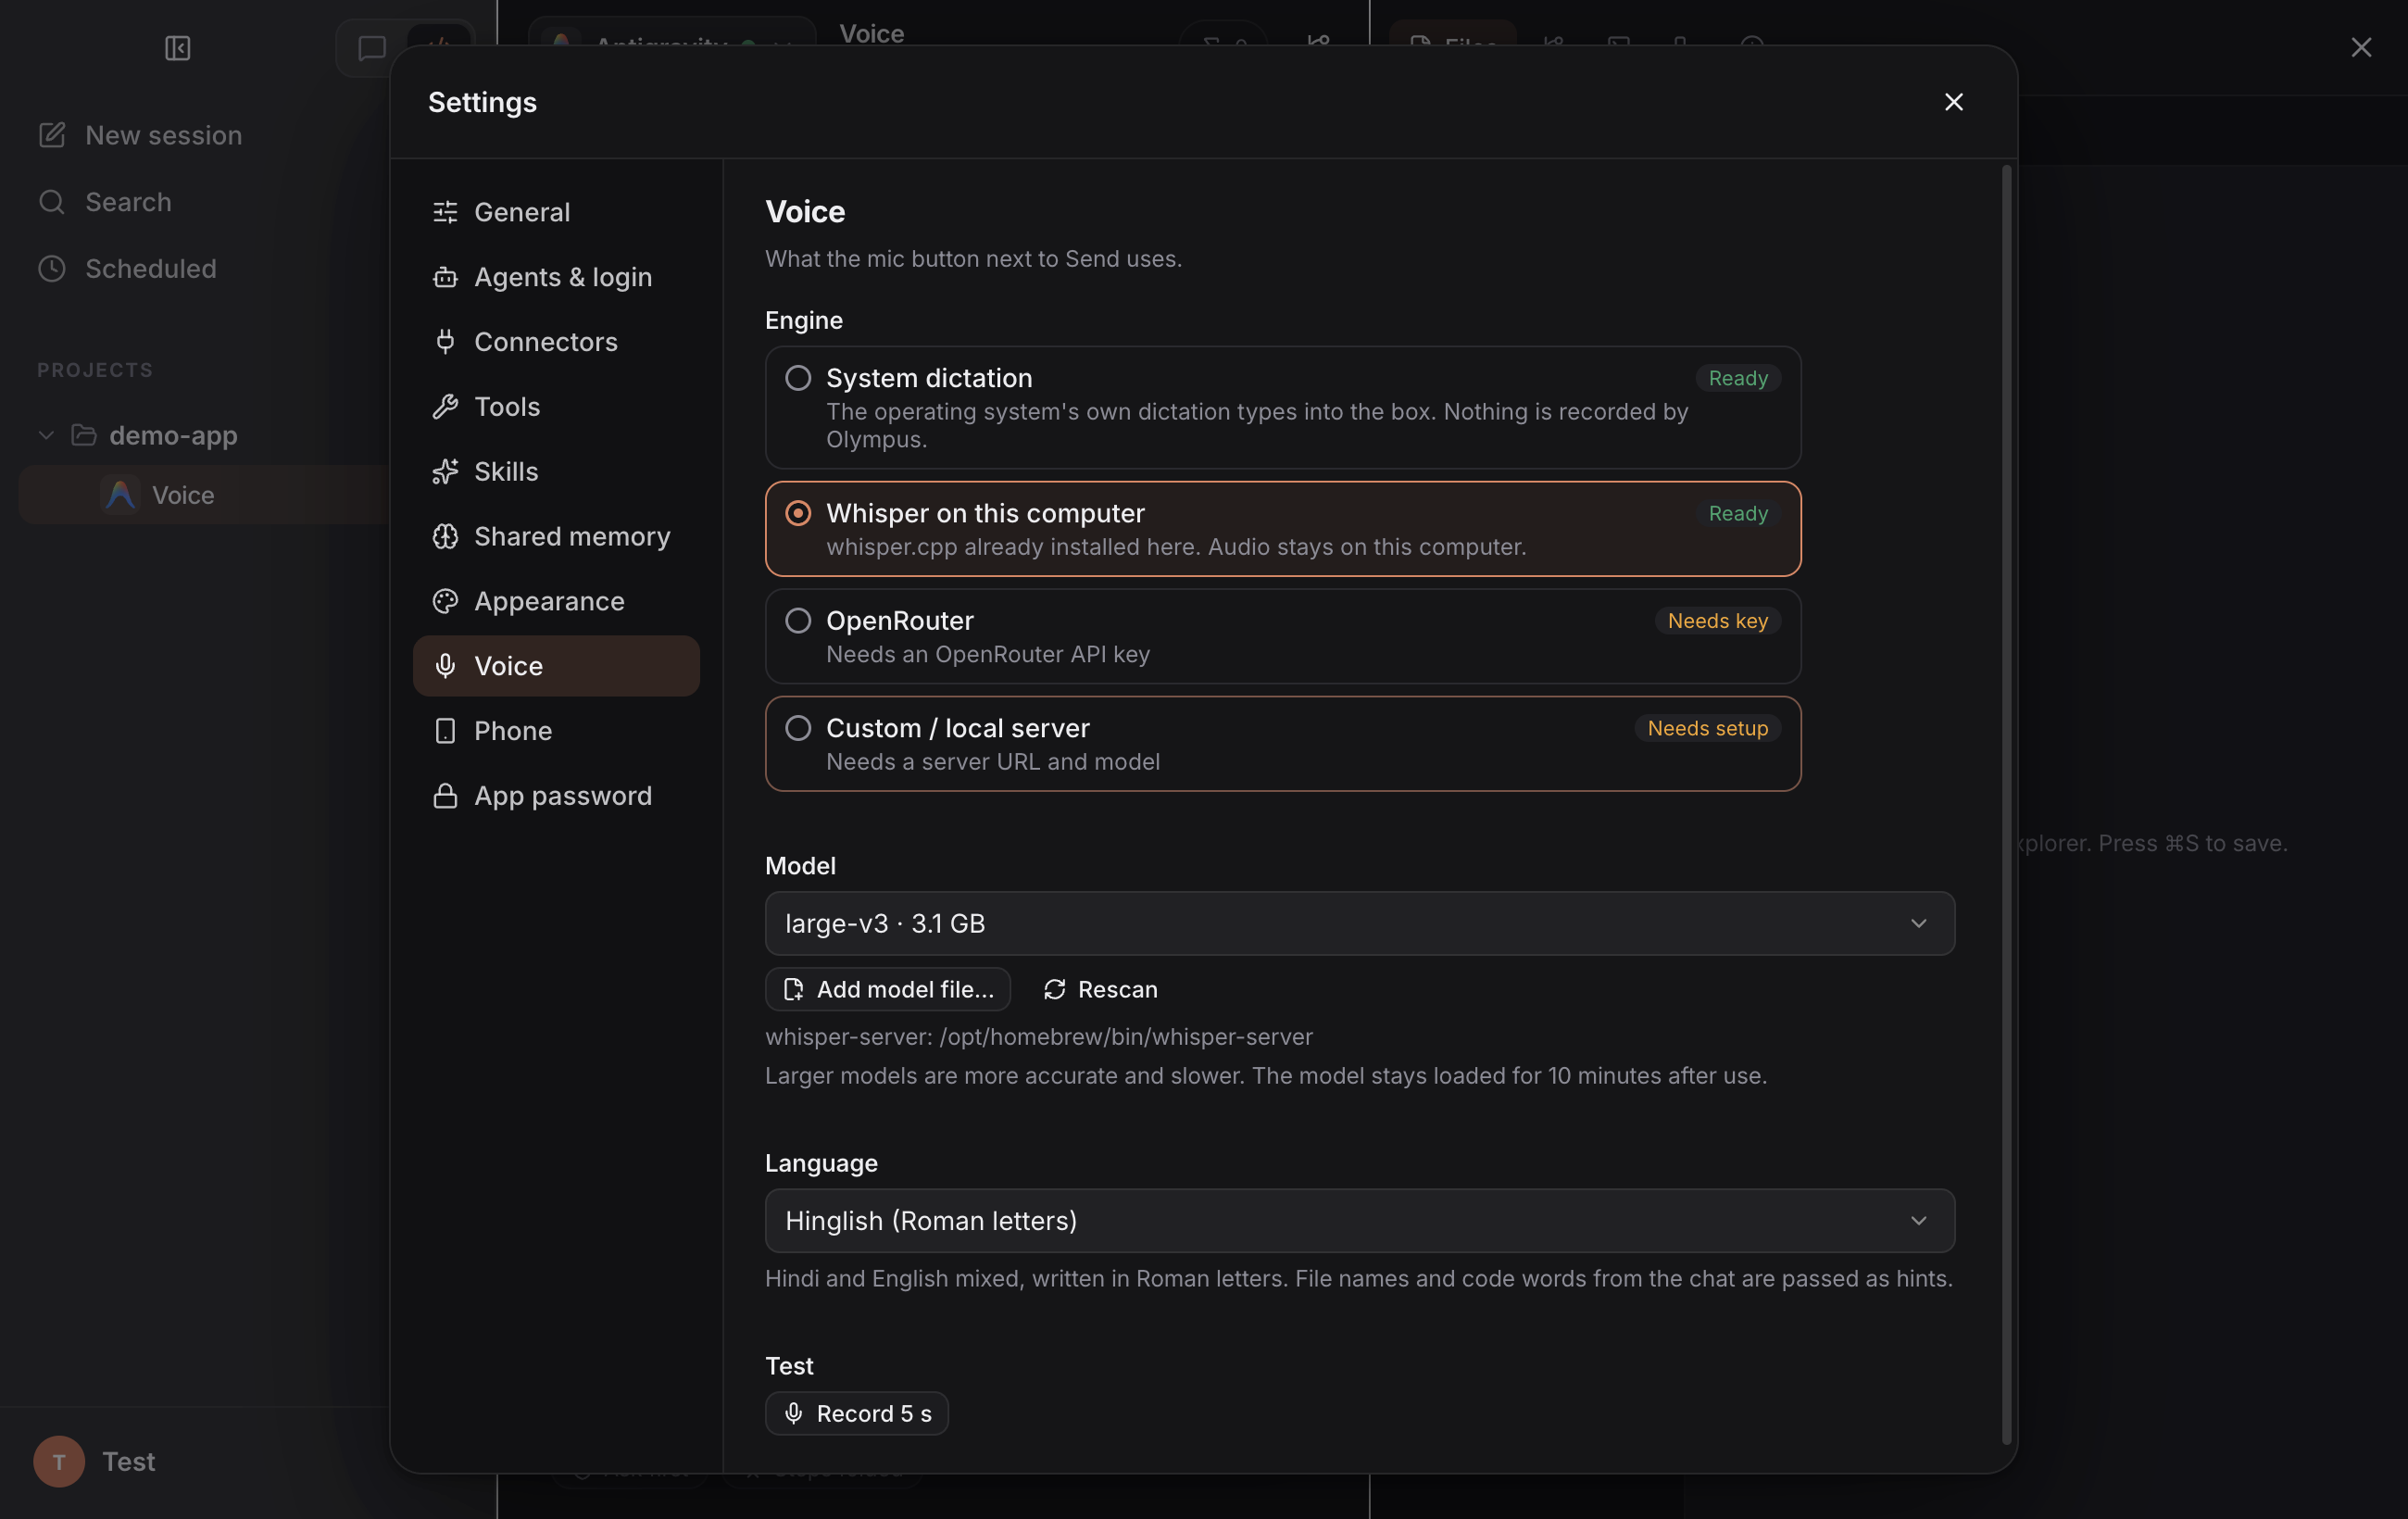 Voice
Settings
New session
Search
Scheduled
PROJECTS
demo-app
Voice
General
Agents & login
Connectors
Tools
Skills
Shared memory
Appearance
Voice
Phone
App password
Voice
What the mic button next to Send uses.
Engine
System dictation
Ready
The operating system's own dictation types into the box. Nothing is recorded by
Olympus.
Whisper on this computer
Ready
whisper.cpp already installed here. Audio stays on this computer.
OpenRouter
Needs key
Needs an OpenRouter API key
Custom / local server
Needs setup
Needs a server URL and model
Model
large-v3 · 3.1 GB
Add model file...
Rescan
whisper-server: /opt/homebrew/bin/whisper-server
Larger models are more accurate and slower. The model stays loaded for 10 minutes after use.
Language
Hinglish (Roman letters)
Hindi and English mixed, written in Roman letters. File names and code words from the chat are passed as hints.
Test
Record 5 s
Press ⌘S to save.
T
Test